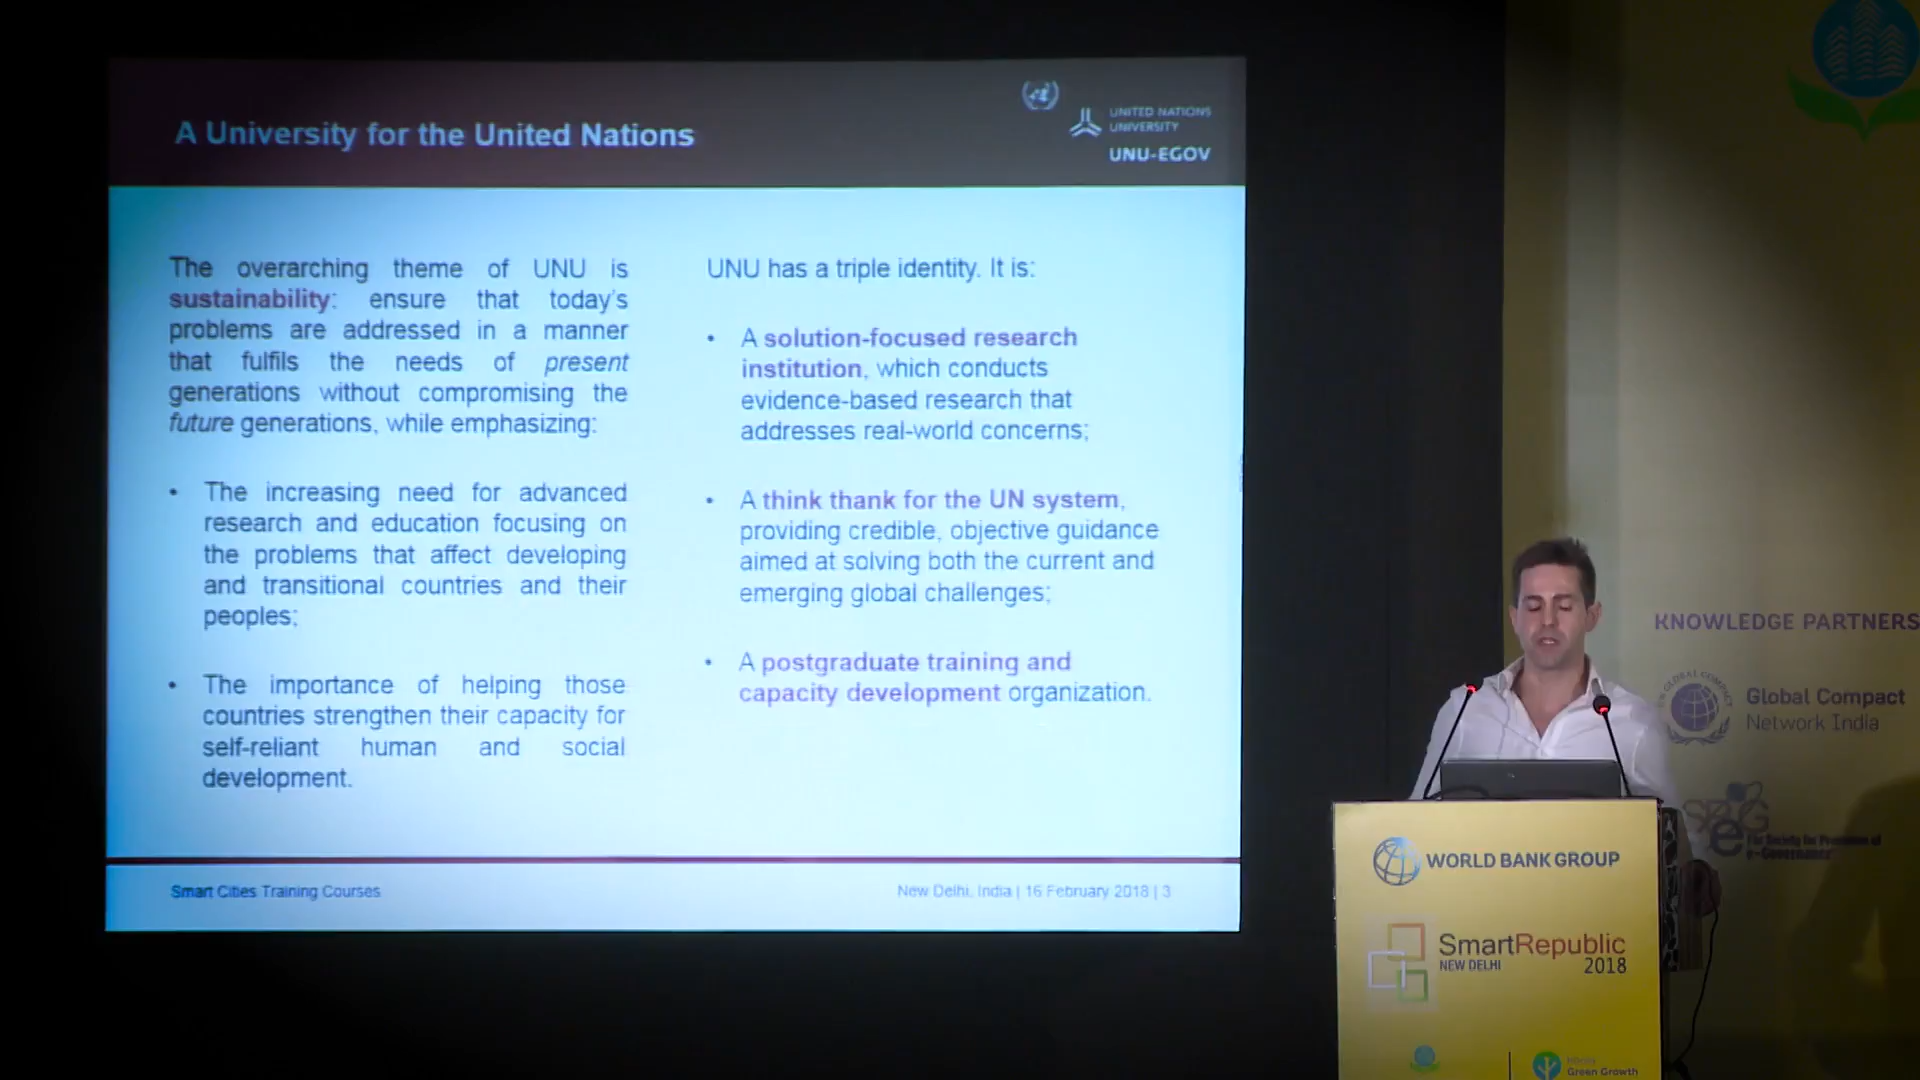 A University for the United Nations
UNITED NATIONS
UNIVERSITY
UNU-EGOV
The overarching theme of UNU is
sustainability: ensure that today's
problems are addressed in a manner
that fulfils the needs of present
generations without compromising the
future generations, while emphasizing:
• The increasing need for advanced
research and education focusing on
the problems that affect developing
and transitional countries and their
peoples;
• The importance of helping those
countries strengthen their capacity for
self-reliant human and social
development.
UNU has a triple identity. It is:
• A solution-focused research
institution, which conducts
evidence-based research that
addresses real-world concerns;
• A think thank for the UN system,
providing credible, objective guidance
aimed at solving both the current and
emerging global challenges;
• A postgraduate training and
capacity development organization.
Smart Cities Training Courses
New Delhi, India | 16 February 2018 | 3
KNOWLEDGE PARTNERS
Global Compact
Network India
e-Governance
WORLD BANK GROUP
SmartRepublic
NEW DELHI 2018
Green Growth